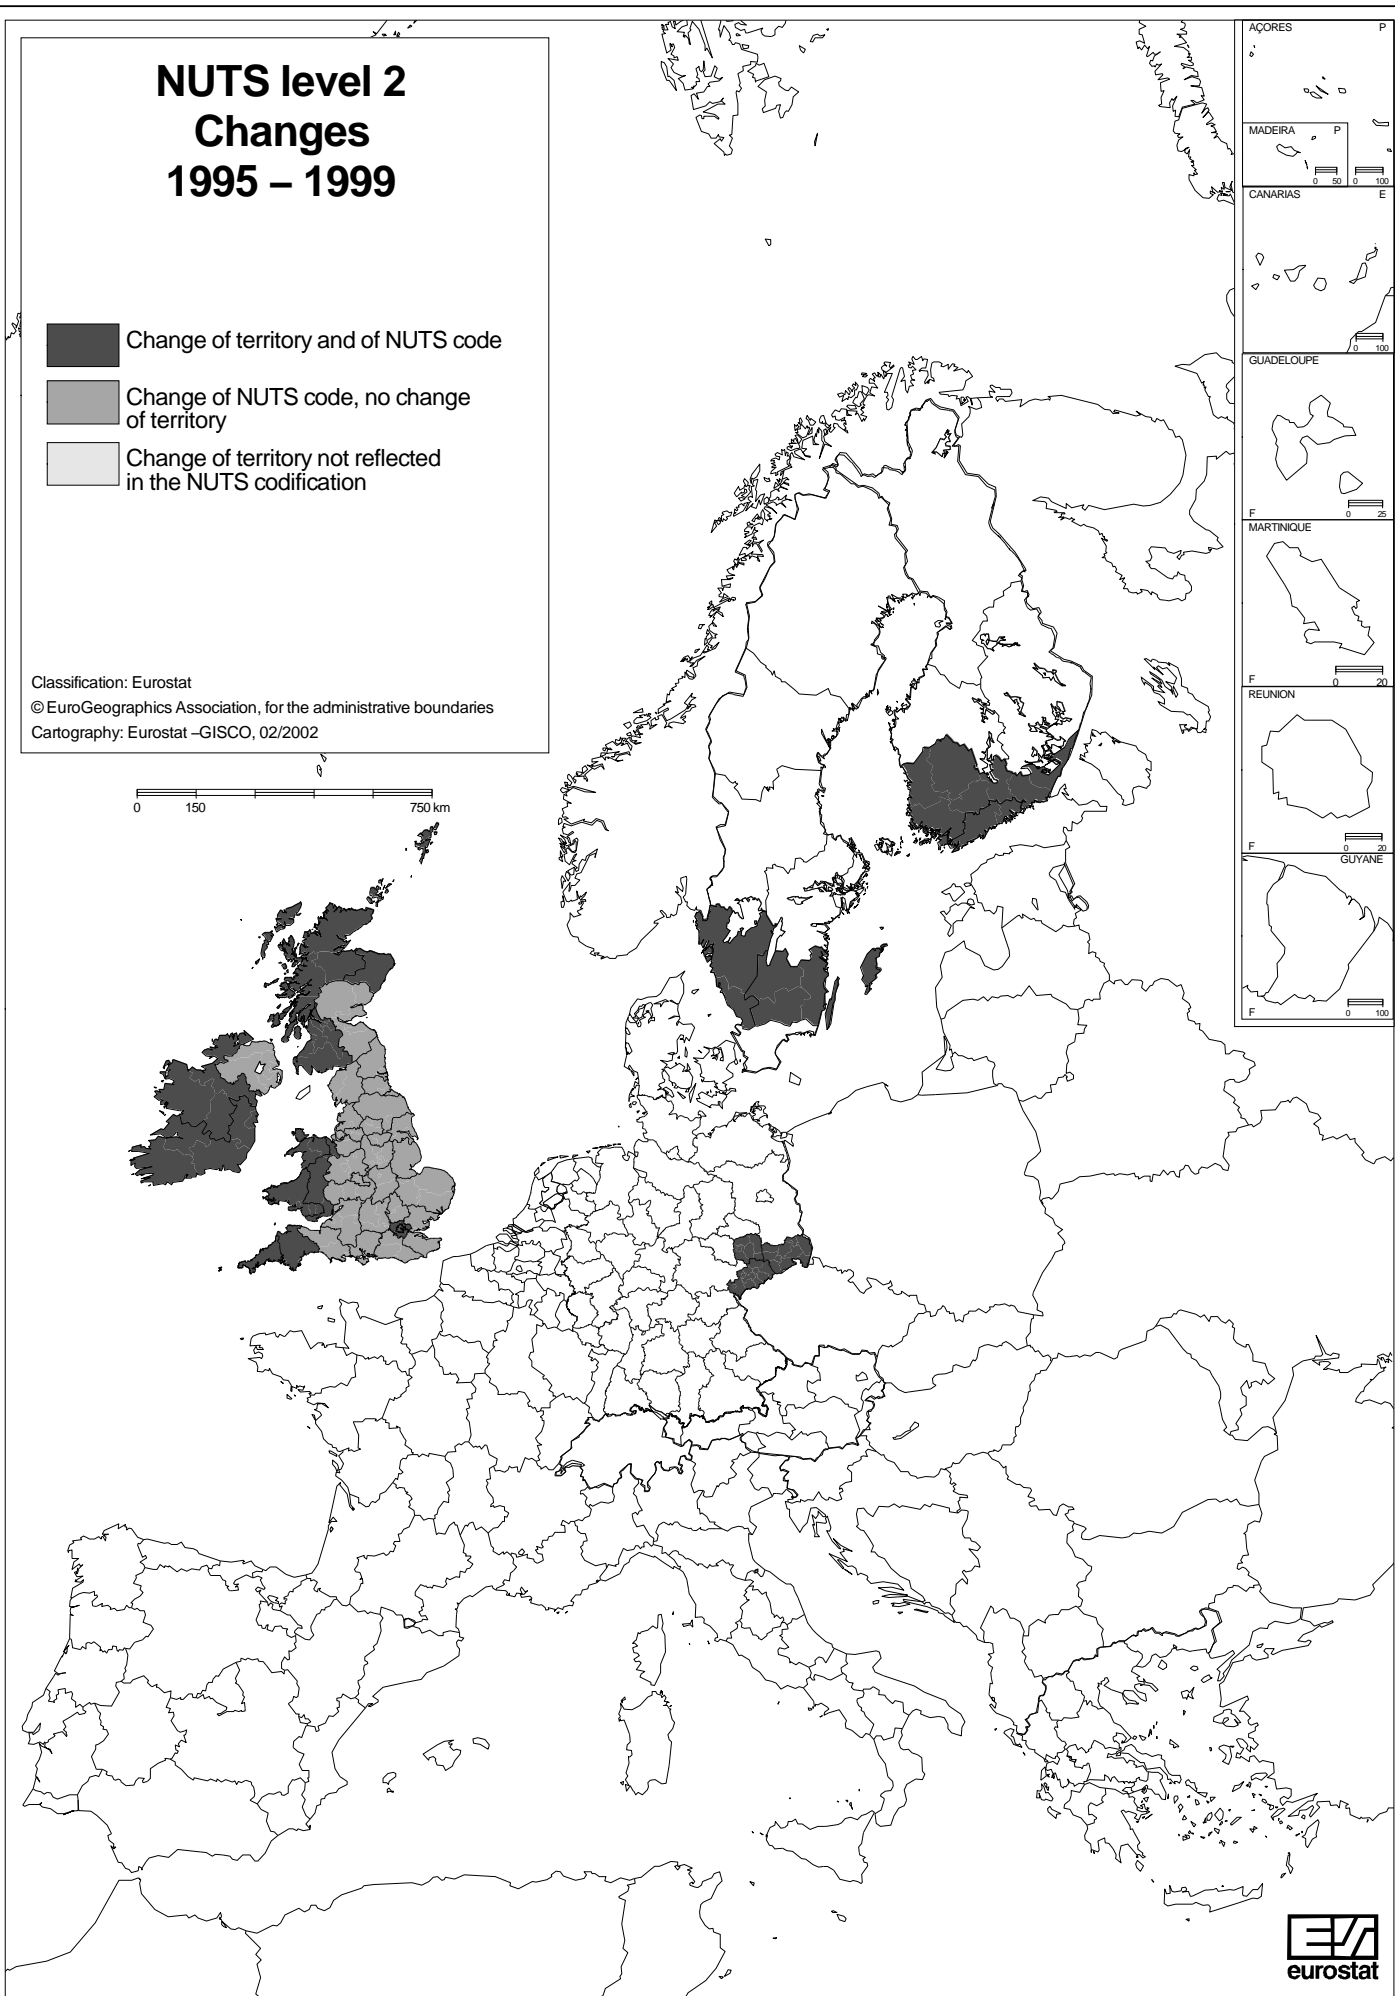 NUTS level 2
Changes
1995 – 1999
Change of territory and of NUTS code
Change of NUTS code, no change
of territory
Change of territory not reflected
in the NUTS codification
Classification: Eurostat
© EuroGeographics Association, for the administrative boundaries
Cartography: Eurostat –GISCO, 02/2002
0 150 750 km
AÇORES P
MADEIRA P
0 50 0 100
CANARIAS E
0 100
GUADELOUPE
F 0 25
MARTINIQUE
F 0 20
REUNION
F 0 20
GUYANE
F 0 100
eurostat